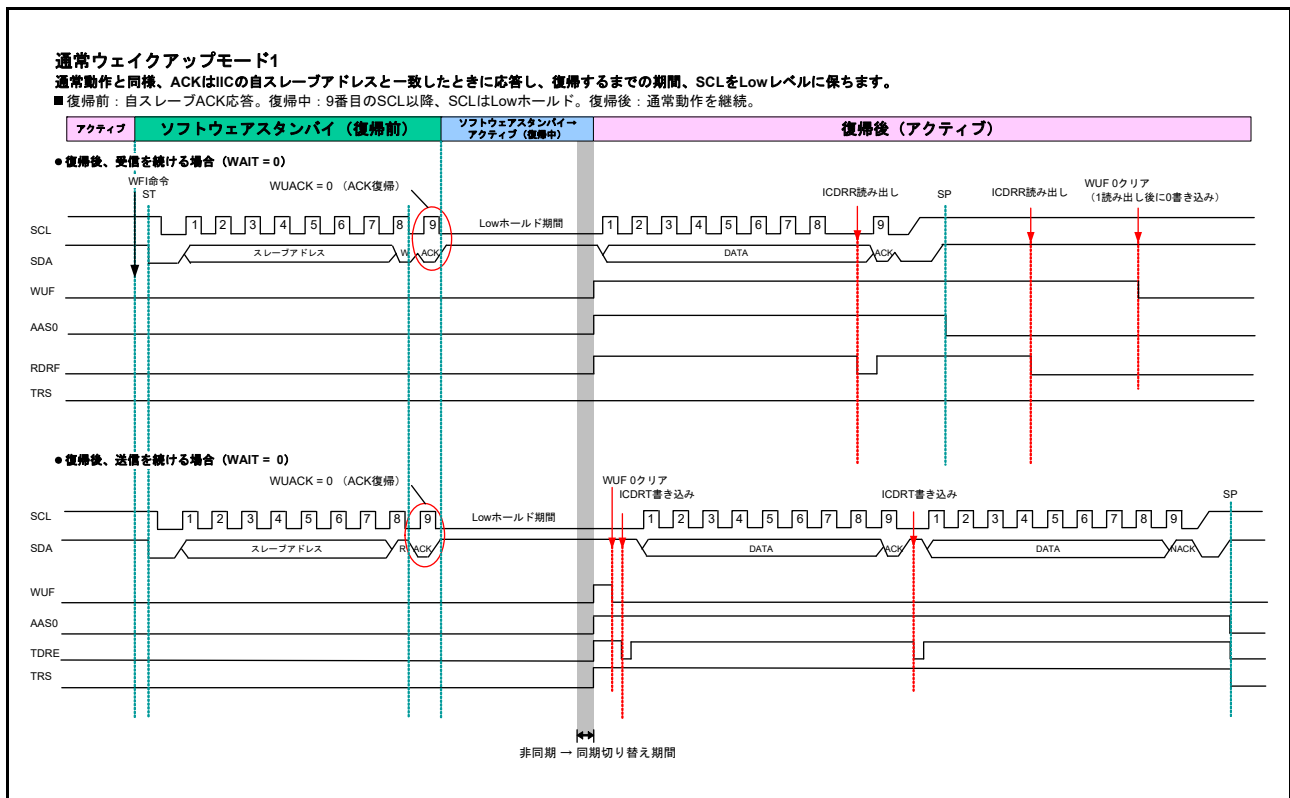 通常ウェイクアップモード1
通常動作と同様、ACKはIICの自スレーブアドレスと一致したときに応答し、復帰するまでの期間、SCLをLowレベルに保ちます。
■復帰前：自スレーブACK応答。復帰中：9番目のSCL以降、SCLはLowホールド。復帰後：通常動作を継続。
アクティブ
ソフトウェアスタンバイ（復帰前）
ソフトウェアスタンバイ→
アクティブ（復帰中）
復帰後（アクティブ）
●復帰後、受信を続ける場合（WAIT = 0）
WFI命令
ST
WUACK = 0 （ACK復帰）
ICDRR読み出し
SP
ICDRR読み出し
WUF 0クリア
（1読み出し後に0書き込み）
SCL
1 2 3 4 5 6 7 8 9
Lowホールド期間
1 2 3 4 5 6 7 8 9
SDA
スレーブアドレス
W
ACK
DATA
ACK
WUF
AAS0
RDRF
TRS
●復帰後、送信を続ける場合（WAIT = 0）
WUACK = 0 （ACK復帰）
WUF 0クリア
ICDRT書き込み
ICDRT書き込み
SP
SCL
1 2 3 4 5 6 7 8 9
Lowホールド期間
1 2 3 4 5 6 7 8 9
1 2 3 4 5 6 7 8 9
SDA
スレーブアドレス
R
ACK
DATA
ACK
DATA
NACK
WUF
AAS0
TDRE
TRS
非同期 → 同期切り替え期間